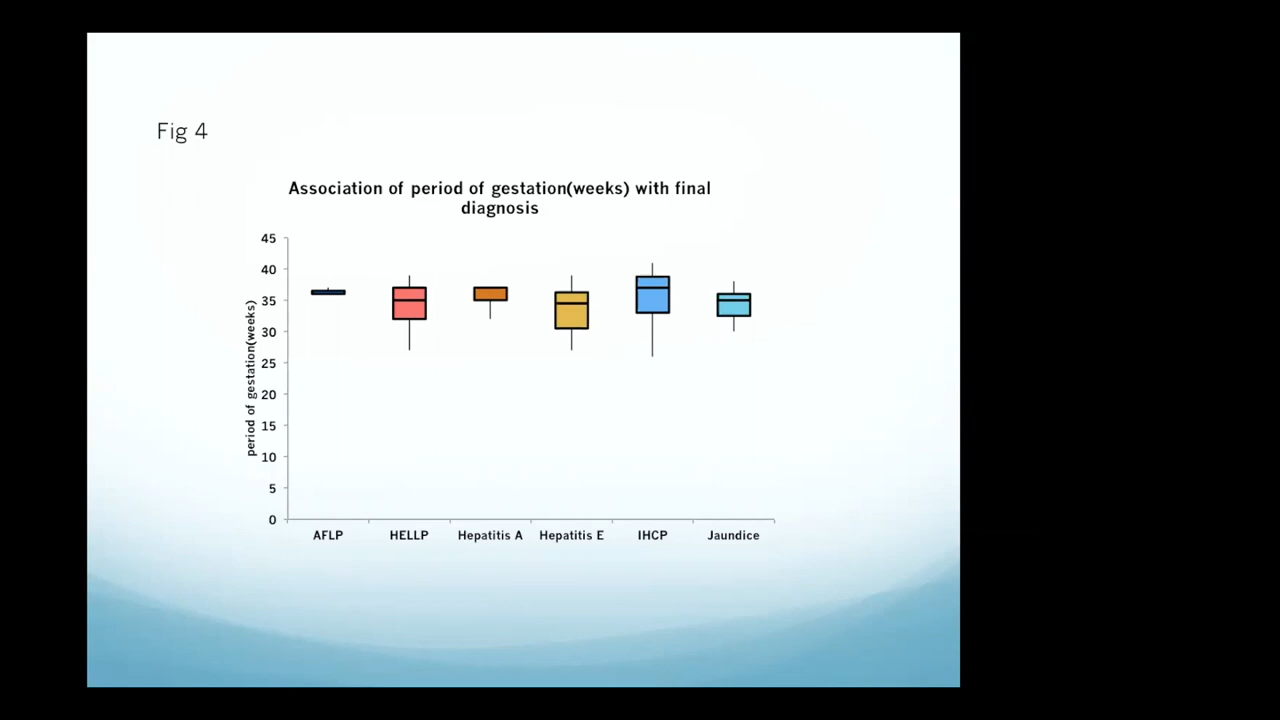 Fig 4
Association of period of gestation(weeks) with final
diagnosis
period of gestation(weeks)
45
40
35
30
25
20
15
10
5
0
AFLP HELLP Hepatitis A Hepatitis E IHCP Jaundice